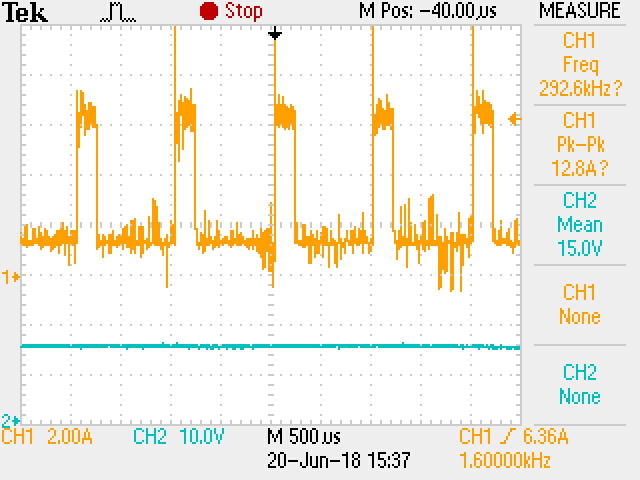 Tek Stop M Pos: -40.00µs MEASURE
CH1
Freq
292.6kHz?
CH1
Pk-Pk
12.8A?
CH2
Mean
15.0V
CH1
None
CH2
None
1
2
CH1 2.00A CH2 10.0V M 500µs CH1 6.36A
20-Jun-18 15:37 1.60000kHz